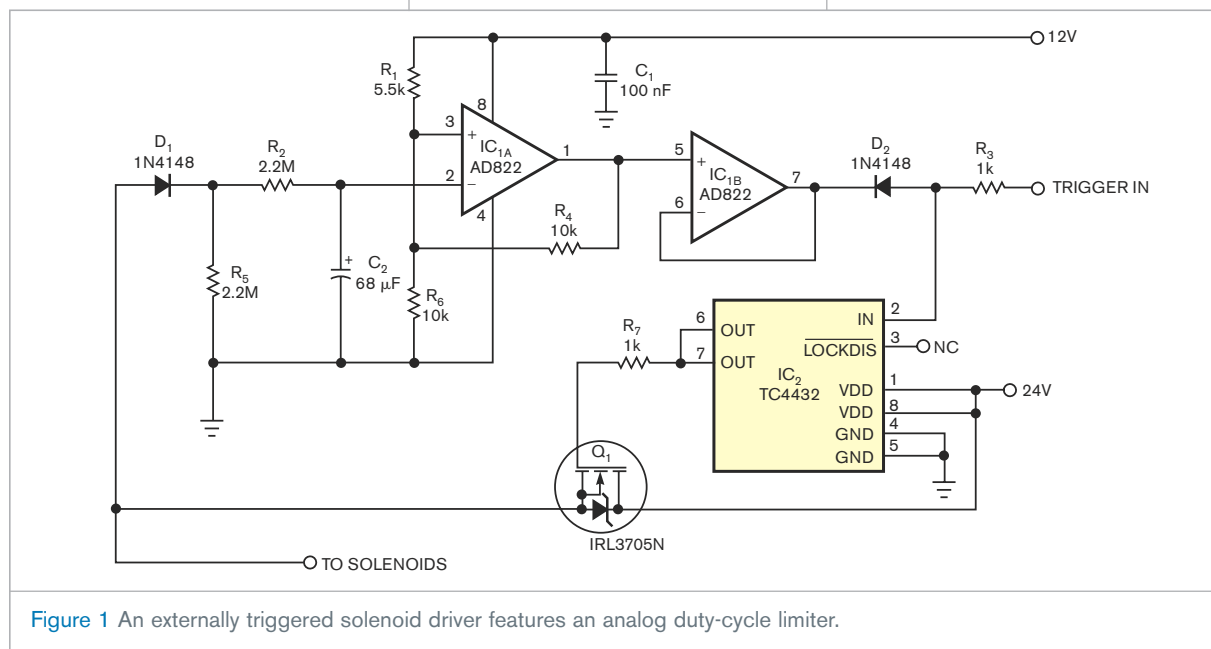 12V
R1
5.5k
C1
100 nF
8
3
+
IC1A
AD822
1
2
−
4
D1
1N4148
R2
2.2M
5
+
IC1B
AD822
7
6
−
D2
1N4148
R3
1k
TRIGGER IN
R4
10k
R5
2.2M
+
C2
68 µF
R6
10k
R7
1k
6
OUT
7
OUT
IN
2
LOCKDIS
3
NC
IC2
TC4432
VDD
1
24V
VDD
8
GND
4
GND
5
Q1
IRL3705N
TO SOLENOIDS
Figure 1 An externally triggered solenoid driver features an analog duty-cycle limiter.